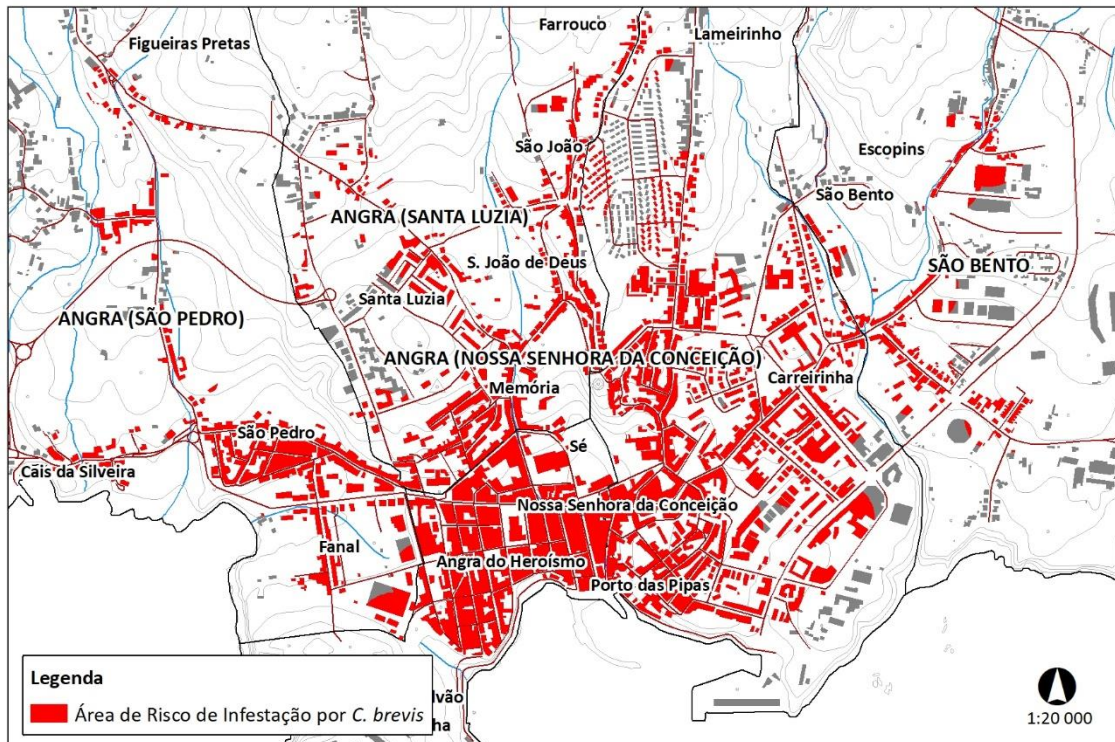 Farrouco
Lameirinho
Figueiras Pretas
São João
Escopins
São Bento
ANGRA (SANTA LUZIA)
S. João de Deus
SÃO BENTO
Santa Luzia
ANGRA (SÃO PEDRO)
ANGRA (NOSSA SENHORA DA CONCEIÇÃO)
Carreirinha
Memória
São Pedro
Sé
Cais da Silveira
Nossa Senhora da Conceição
Fanal
Angra do Heroísmo
Porto das Pipas
Legenda
Área de Risco de Infestação por C. brevis
1:20 000